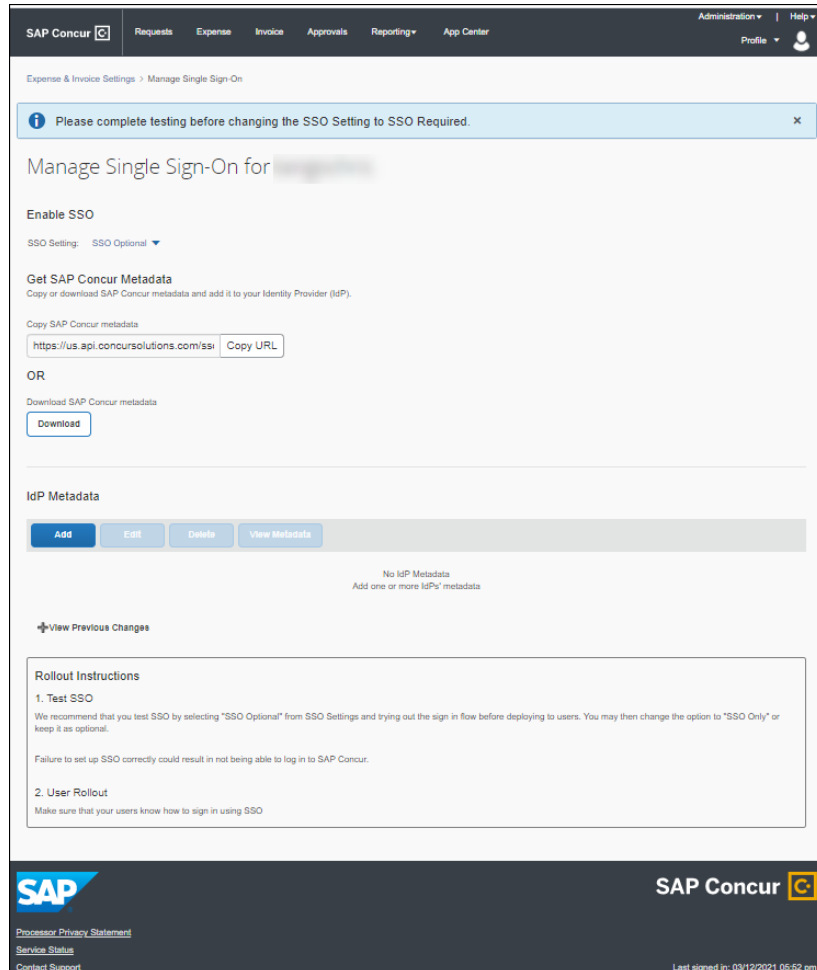 Administration | Help
SAP Concur C Requests Expense Invoice Approvals Reporting App Center
Profile
Expense & Invoice Settings > Manage Single Sign-On
Please complete testing before changing the SSO Setting to SSO Required. ×
Manage Single Sign-On for
Enable SSO
SSO Setting: SSO Optional
Get SAP Concur Metadata
Copy or download SAP Concur metadata and add it to your Identity Provider (IdP).
Copy SAP Concur metadata
https://us.api.concursolutions.com/sso Copy URL
OR
Download SAP Concur metadata
Download
IdP Metadata
Add Edit Delete View Metadata
No IdP Metadata
Add one or more IdPs' metadata
View Previous Changes
Rollout Instructions
1. Test SSO
We recommend that you test SSO by selecting "SSO Optional" from SSO Settings and trying out the sign in flow before deploying to users. You may then change the option to "SSO Only" or
keep it as optional.
Failure to set up SSO correctly could result in not being able to log in to SAP Concur.
2. User Rollout
Make sure that your users know how to sign in using SSO
SAP
SAP Concur C
Processor Privacy Statement
Service Status
Contact Support
Last signed in: 03/12/2021 05:52 pm